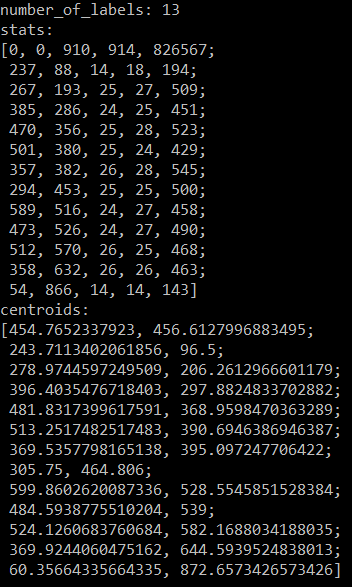 number_of_labels: 13
stats:
[0, 0, 910, 914, 826567;
237, 88, 14, 18, 194;
267, 193, 25, 27, 509;
385, 286, 24, 25, 451;
470, 356, 25, 28, 523;
501, 380, 25, 24, 429;
357, 382, 26, 28, 545;
294, 453, 25, 25, 500;
589, 516, 24, 27, 458;
473, 526, 24, 27, 490;
512, 570, 26, 25, 468;
358, 632, 26, 26, 463;
54, 866, 14, 14, 143]
centroids:
[454.7652337923, 456.6127996883495;
243.7113402061856, 96.5;
278.9744597249509, 206.2612966601179;
396.4035476718403, 297.8824833702882;
481.8317399617591, 368.9598470363289;
513.2517482517483, 390.6946386946387;
369.5357798165138, 395.097247706422;
305.75, 464.806;
599.8602620087336, 528.5545851528384;
484.5938775510204, 539;
524.1260683760684, 582.1688034188035;
369.9244060475162, 644.5939524838013;
60.35664335664335, 872.6573426573426]